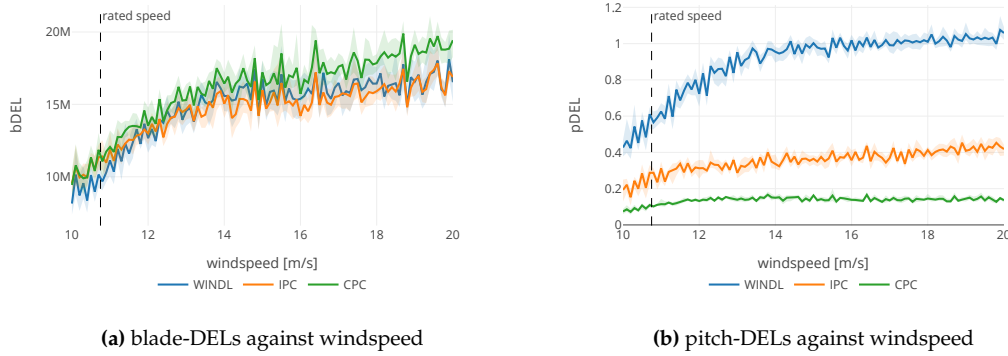 rated speed
20M
15M
10M
bDEL
10 12 14 16 18 20
windspeed [m/s]
WINDL IPC CPC
(a) blade-DELs against windspeed
rated speed
1.2
1
0.8
0.6
0.4
0.2
0
pDEL
10 12 14 16 18 20
windspeed [m/s]
WINDL IPC CPC
(b) pitch-DELs against windspeed